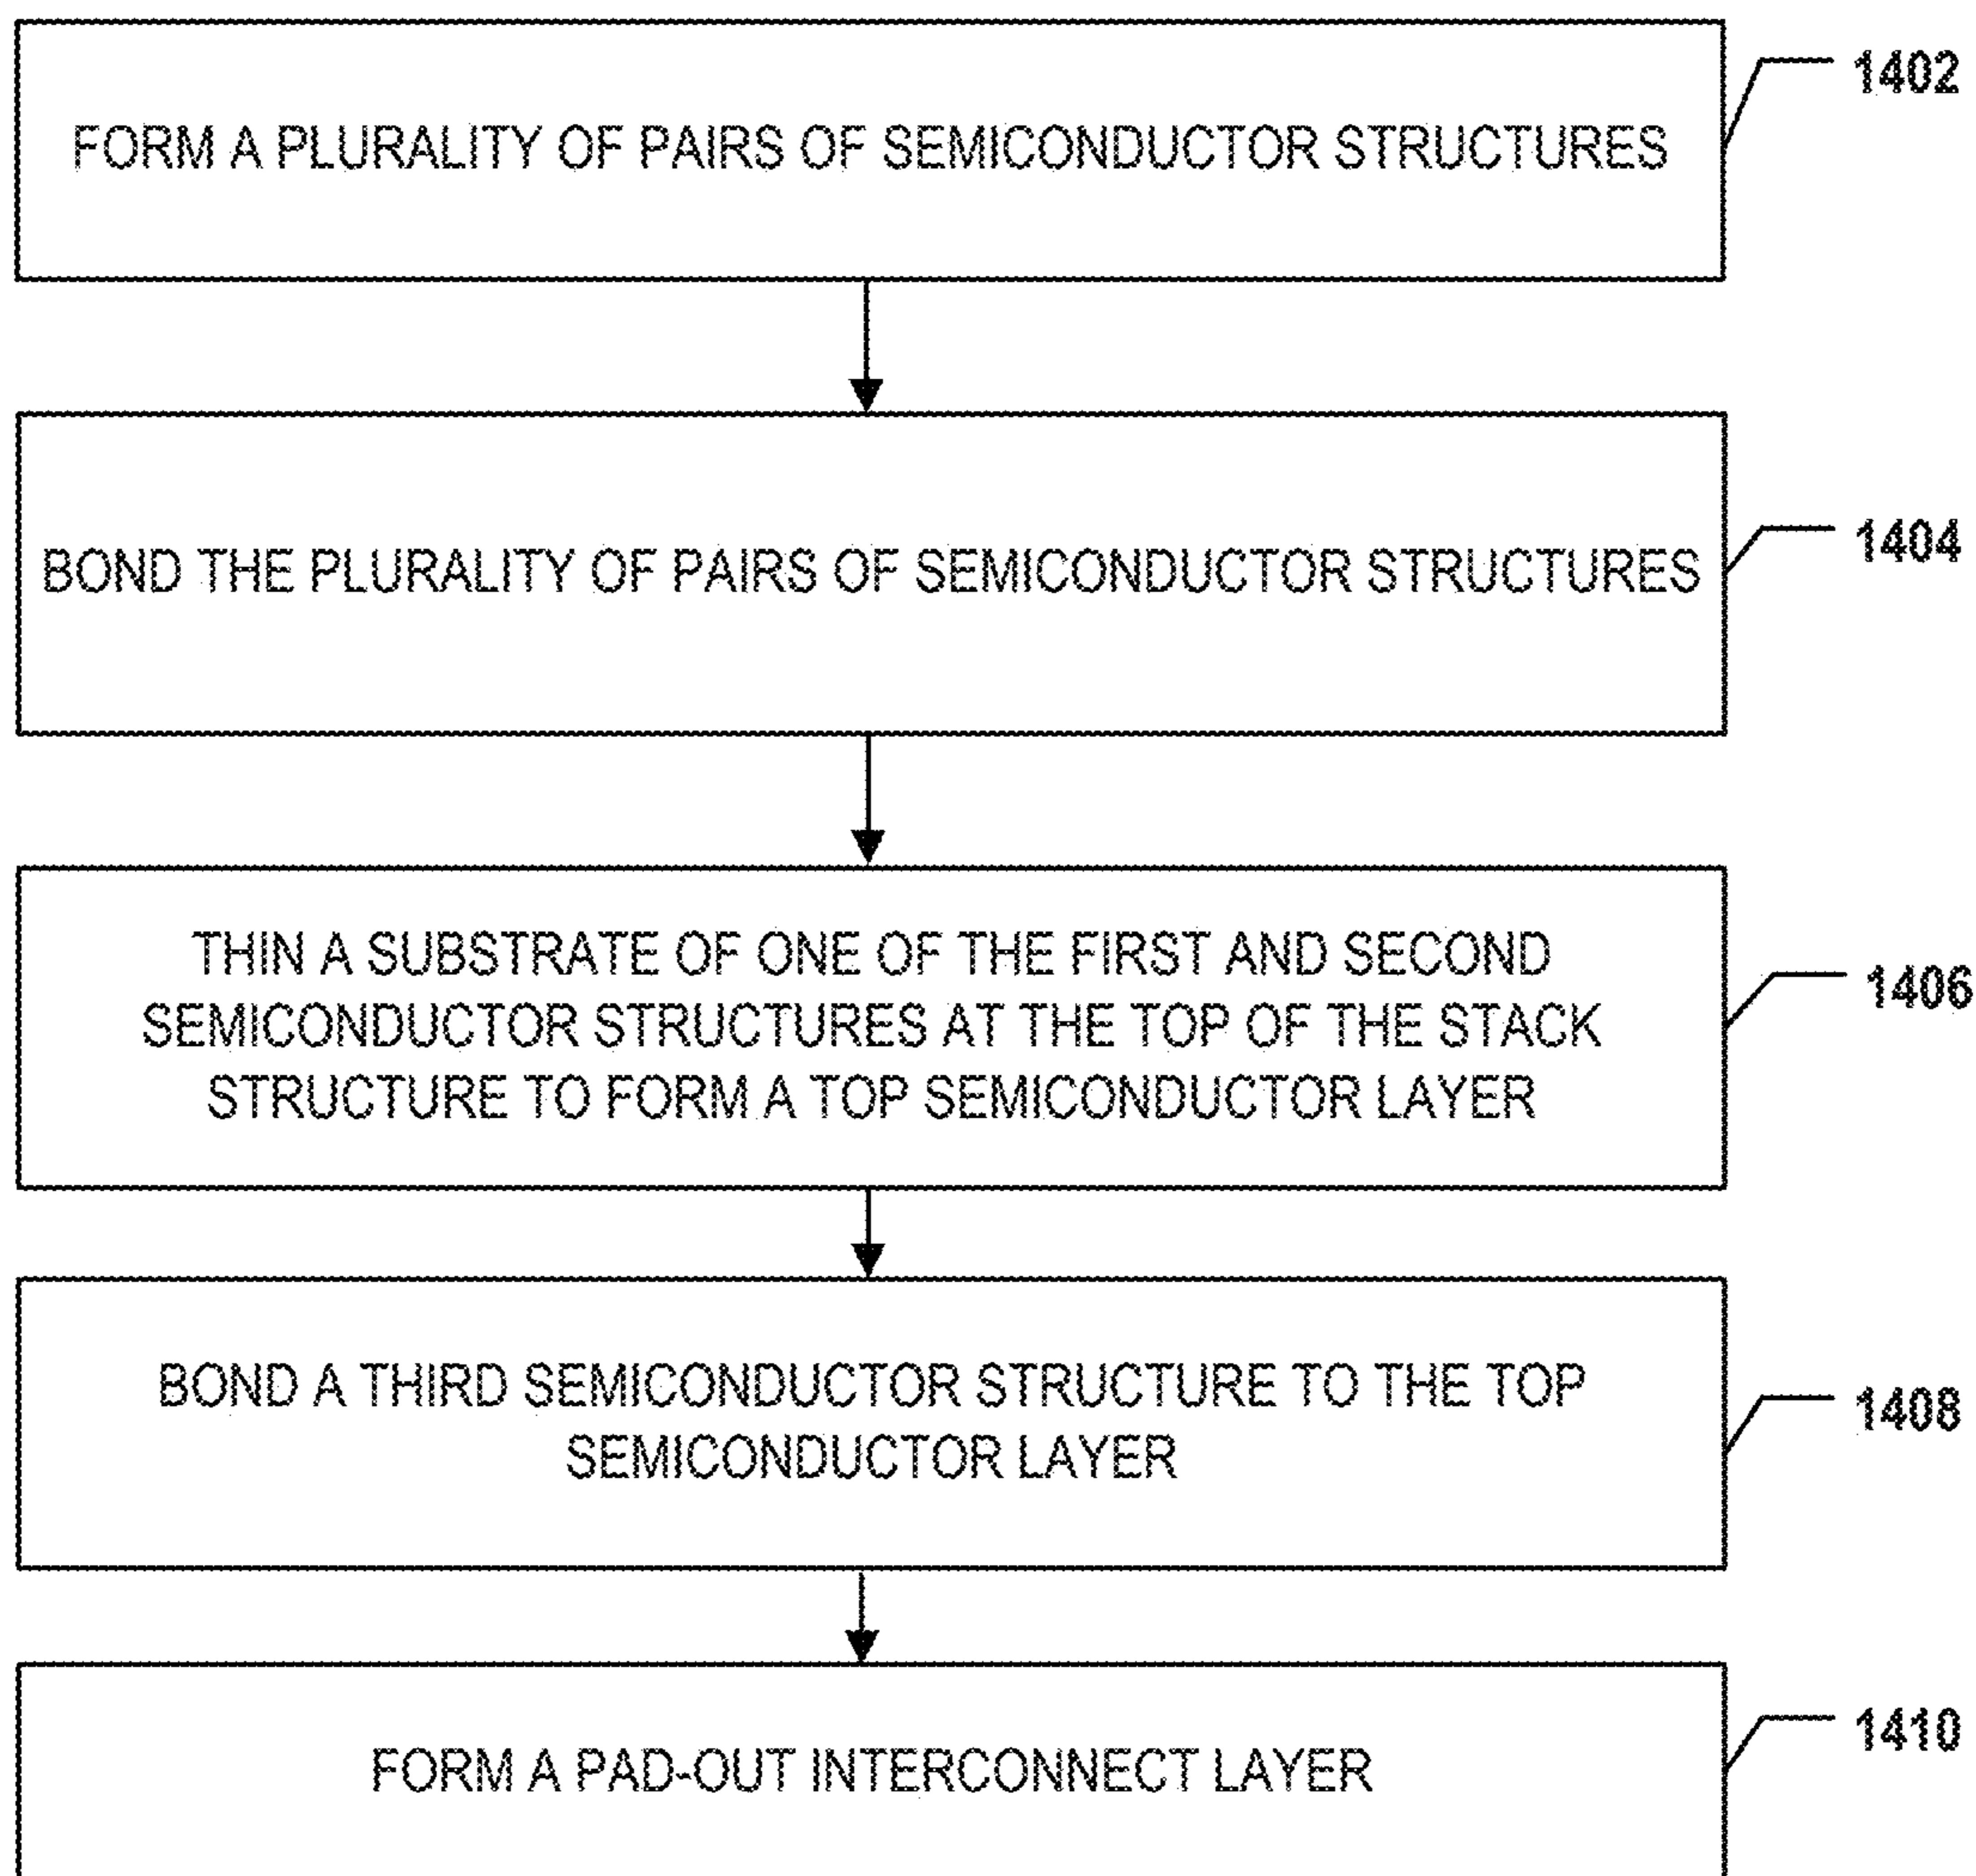 FORM A PLURALITY OF PAIRS OF SEMICONDUCTOR STRUCTURES
1402
BOND THE PLURALITY OF PAIRS OF SEMICONDUCTOR STRUCTURES
1404
THIN A SUBSTRATE OF ONE OF THE FIRST AND SECOND
SEMICONDUCTOR STRUCTURES AT THE TOP OF THE STACK
STRUCTURE TO FORM A TOP SEMICONDUCTOR LAYER
1406
BOND A THIRD SEMICONDUCTOR STRUCTURE TO THE TOP
SEMICONDUCTOR LAYER
1408
FORM A PAD-OUT INTERCONNECT LAYER
1410